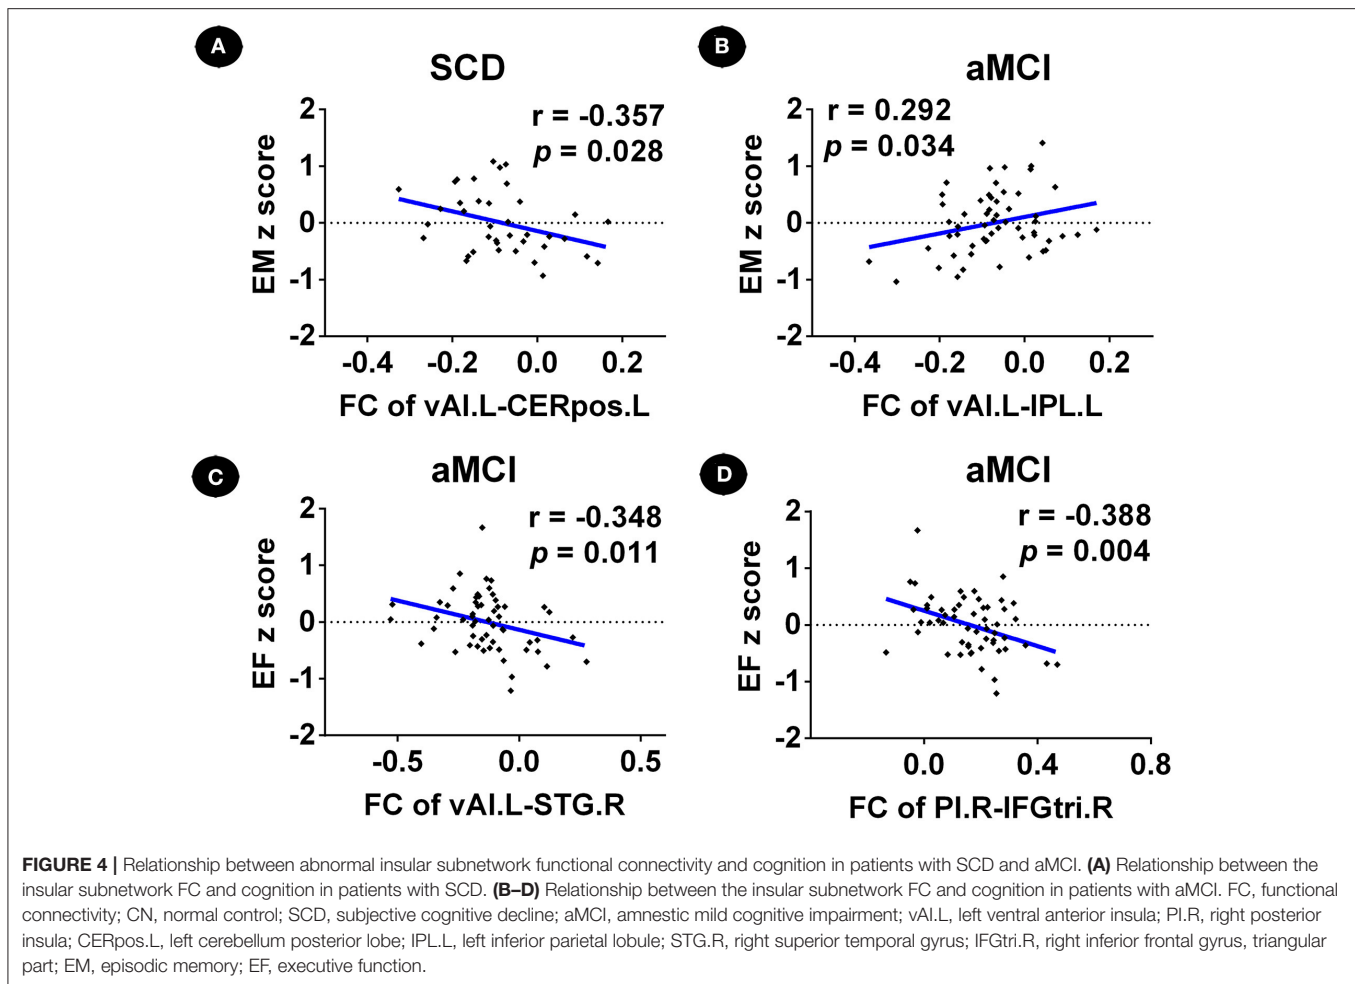 A
SCD
r = -0.357
p = 0.028
2
1
0
-1
-2
EM z score
-0.4 -0.2 0.0 0.2
FC of vAI.L-CERpos.L
B
aMCI
r = 0.292
p = 0.034
2
1
0
-1
-2
EM z score
-0.4 -0.2 0.0 0.2
FC of vAI.L-IPL.L
C
aMCI
r = -0.348
p = 0.011
2
1
0
-1
-2
EF z score
-0.5 0.0 0.5
FC of vAI.L-STG.R
D
aMCI
r = -0.388
p = 0.004
2
1
0
-1
-2
EF z score
0.0 0.4 0.8
FC of PI.R-IFGtri.R
FIGURE 4 | Relationship between abnormal insular subnetwork functional connectivity and cognition in patients with SCD and aMCI. (A) Relationship between the
insular subnetwork FC and cognition in patients with SCD. (B–D) Relationship between the insular subnetwork FC and cognition in patients with aMCI. FC, functional
connectivity; CN, normal control; SCD, subjective cognitive decline; aMCI, amnestic mild cognitive impairment; vAI.L, left ventral anterior insula; PI.R, right posterior
insula; CERpos.L, left cerebellum posterior lobe; IPL.L, left inferior parietal lobule; STG.R, right superior temporal gyrus; IFGtri.R, right inferior frontal gyrus, triangular
part; EM, episodic memory; EF, executive function.